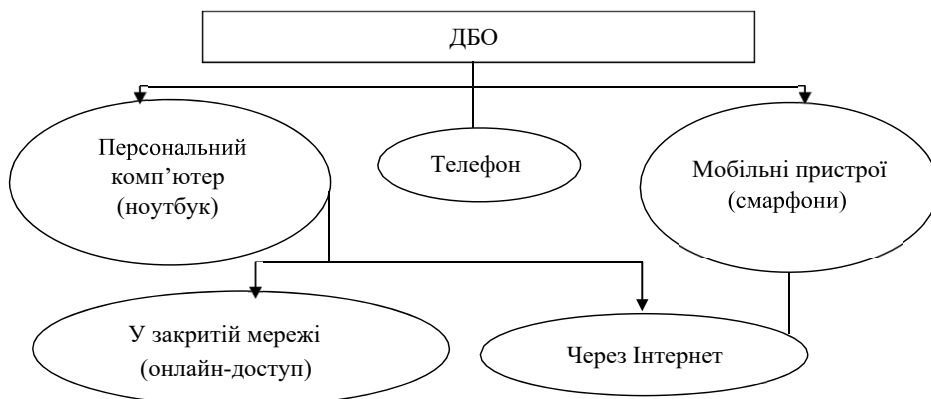 ДБО
Персональний
комп’ютер
(ноутбук)
Телефон
Мобільні пристрої
(смарфони)
У закритій мережі
(онлайн-доступ)
Через Інтернет